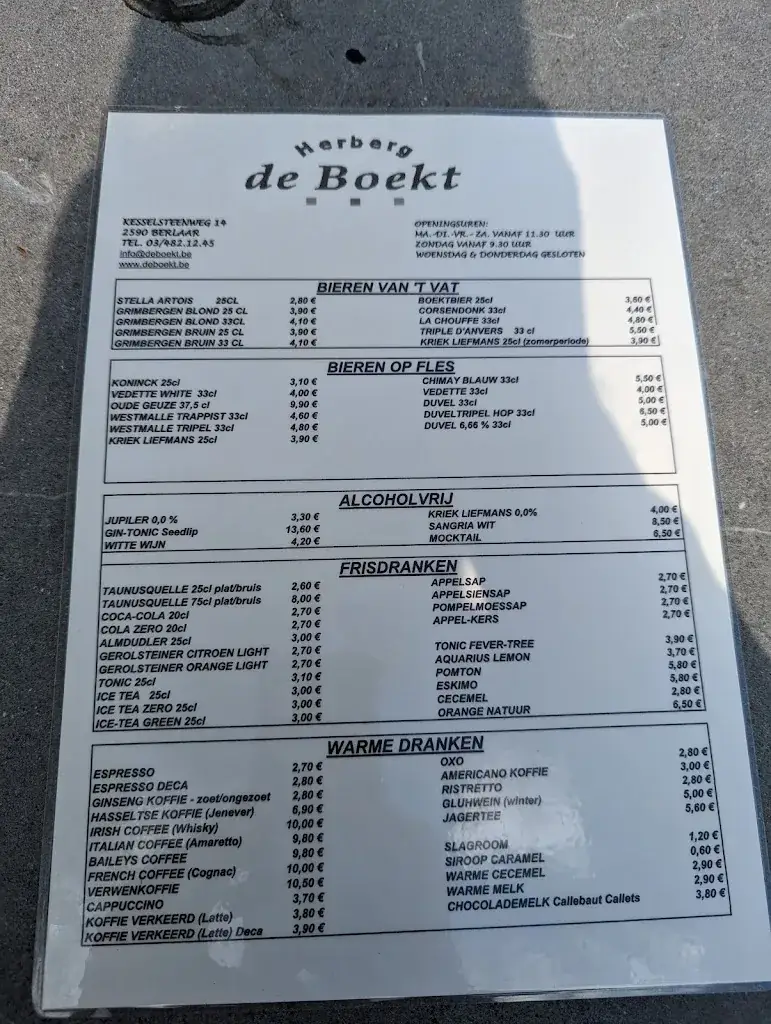 Herberg
de Boekt
KESSELSTEENWEG 14
2590 BERLAAR
TEL. 03/482.12.45
info@deboekt.be
www.deboekt.be
OPENINGSUREN:
MA.-DI.-VR.- ZA. VANAF 11.30 UUR
ZONDAG VANAF 9.30 UUR
WOENSDAG & DONDERDAG GESLOTEN
BIEREN VAN 'T VAT
STELLA ARTOIS 25CL 2,80 €
GRIMBERGEN BLOND 25 CL 3,90 €
GRIMBERGEN BLOND 33CL 4,10 €
GRIMBERGEN BRUIN 25 CL 3,90 €
GRIMBERGEN BRUIN 33 CL 4,10 €
BOEKTBIER 25cl 3,80 €
CORSENDONK 33cl 4,40 €
LA CHOUFFE 33cl 4,80 €
TRIPLE D'ANVERS 33 cl 5,50 €
KRIEK LIEFMANS 25cl (zomerperiode) 3,90 €
BIEREN OP FLES
KONINCK 25cl 3,10 €
VEDETTE WHITE 33cl 4,00 €
OUDE GEUZE 37,5 cl 9,90 €
WESTMALLE TRAPPIST 33cl 4,60 €
WESTMALLE TRIPEL 33cl 4,80 €
KRIEK LIEFMANS 25cl 3,90 €
CHIMAY BLAUW 33cl 5,50 €
VEDETTE 33cl 4,00 €
DUVEL 33cl 5,00 €
DUVELTRIPEL HOP 33cl 6,50 €
DUVEL 6,66 % 33cl 5,00 €
ALCOHOLVRIJ
JUPILER 0,0 % 3,30 €
GIN-TONIC Seedlip 13,60 €
WITTE WIJN 4,20 €
KRIEK LIEFMANS 0,0% 4,00 €
SANGRIA WIT 8,50 €
MOCKTAIL 6,50 €
FRISDRANKEN
TAUNUSQUELLE 25cl plat/bruis 2,60 €
TAUNUSQUELLE 75cl plat/bruis 8,00 €
COCA-COLA 20cl 2,70 €
COLA ZERO 20cl 2,70 €
ALMDUDLER 25cl 3,00 €
GEROLSTEINER CITROEN LIGHT 2,70 €
GEROLSTEINER ORANGE LIGHT 2,70 €
TONIC 25cl 3,10 €
ICE TEA 25cl 3,00 €
ICE TEA ZERO 25cl 3,00 €
ICE-TEA GREEN 25cl 3,00 €
APPELSAP 2,70 €
APPELSIENSAP 2,70 €
POMPELMOESSAP 2,70 €
APPEL-KERS 2,70 €
TONIC FEVER-TREE 3,90 €
AQUARIUS LEMON 3,70 €
POMTON 5,80 €
ESKIMO 5,80 €
CECEMEL 2,80 €
ORANGE NATUUR 6,50 €
WARME DRANKEN
ESPRESSO 2,70 €
ESPRESSO DECA 2,80 €
GINSENG KOFFIE - zoet/ongezoet 2,80 €
HASSELTSE KOFFIE (Jenever) 6,90 €
IRISH COFFEE (Whisky) 10,00 €
ITALIAN COFFEE (Amaretto) 9,80 €
BAILEYS COFFEE 9,80 €
FRENCH COFFEE (Cognac) 10,00 €
VERWENKOFFIE 10,50 €
CAPPUCCINO 3,70 €
KOFFIE VERKEERD (Latte) 3,80 €
KOFFIE VERKEERD (Latte) Deca 3,90 €
OXO 2,80 €
AMERICANO KOFFIE 3,00 €
RISTRETTO 2,80 €
GLUHWEIN (winter) 5,00 €
JAGERTEE 5,60 €
SLAGROOM 1,20 €
SIROOP CARAMEL 0,60 €
WARME CECEMEL 2,90 €
WARME MELK 2,90 €
CHOCOLADEMELK Callebaut Callets 3,80 €